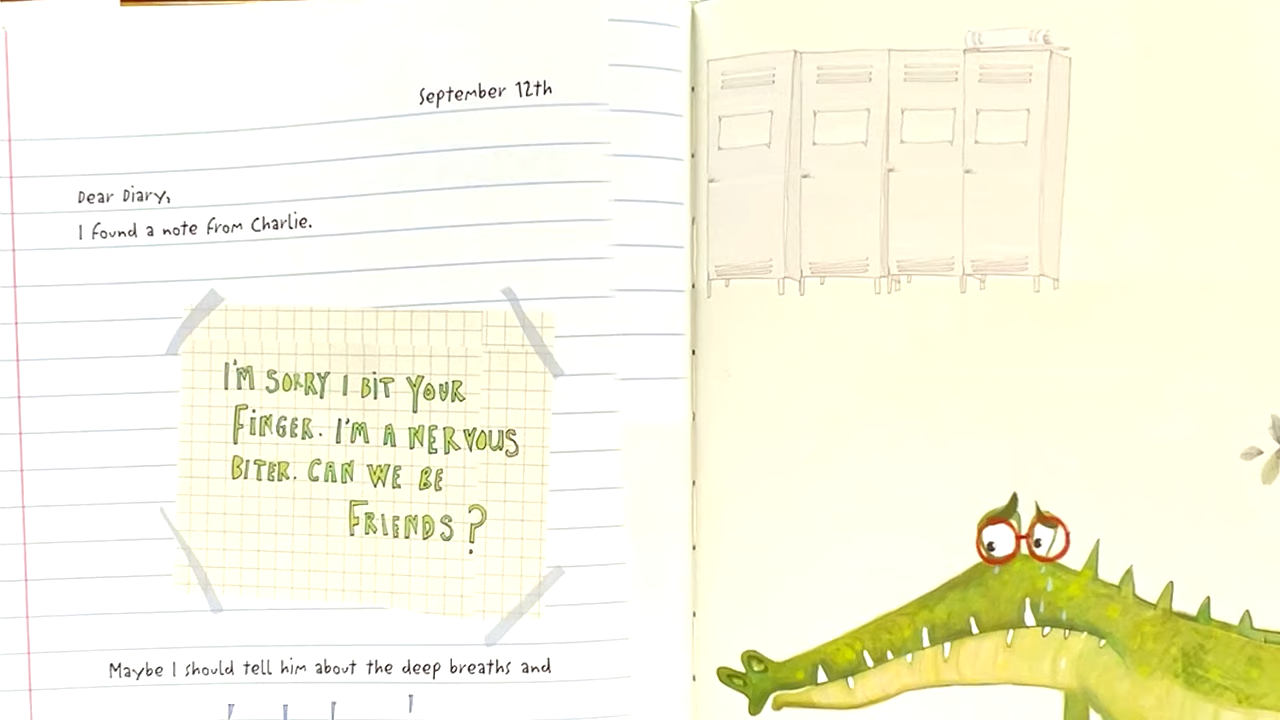 September 12th
Dear Diary,
I found a note from Charlie.
I'M SORRY I BIT YOUR
FINGER. I'M A NERVOUS
BITER. CAN WE BE
FRIENDS?
Maybe I should tell him about the deep breaths and